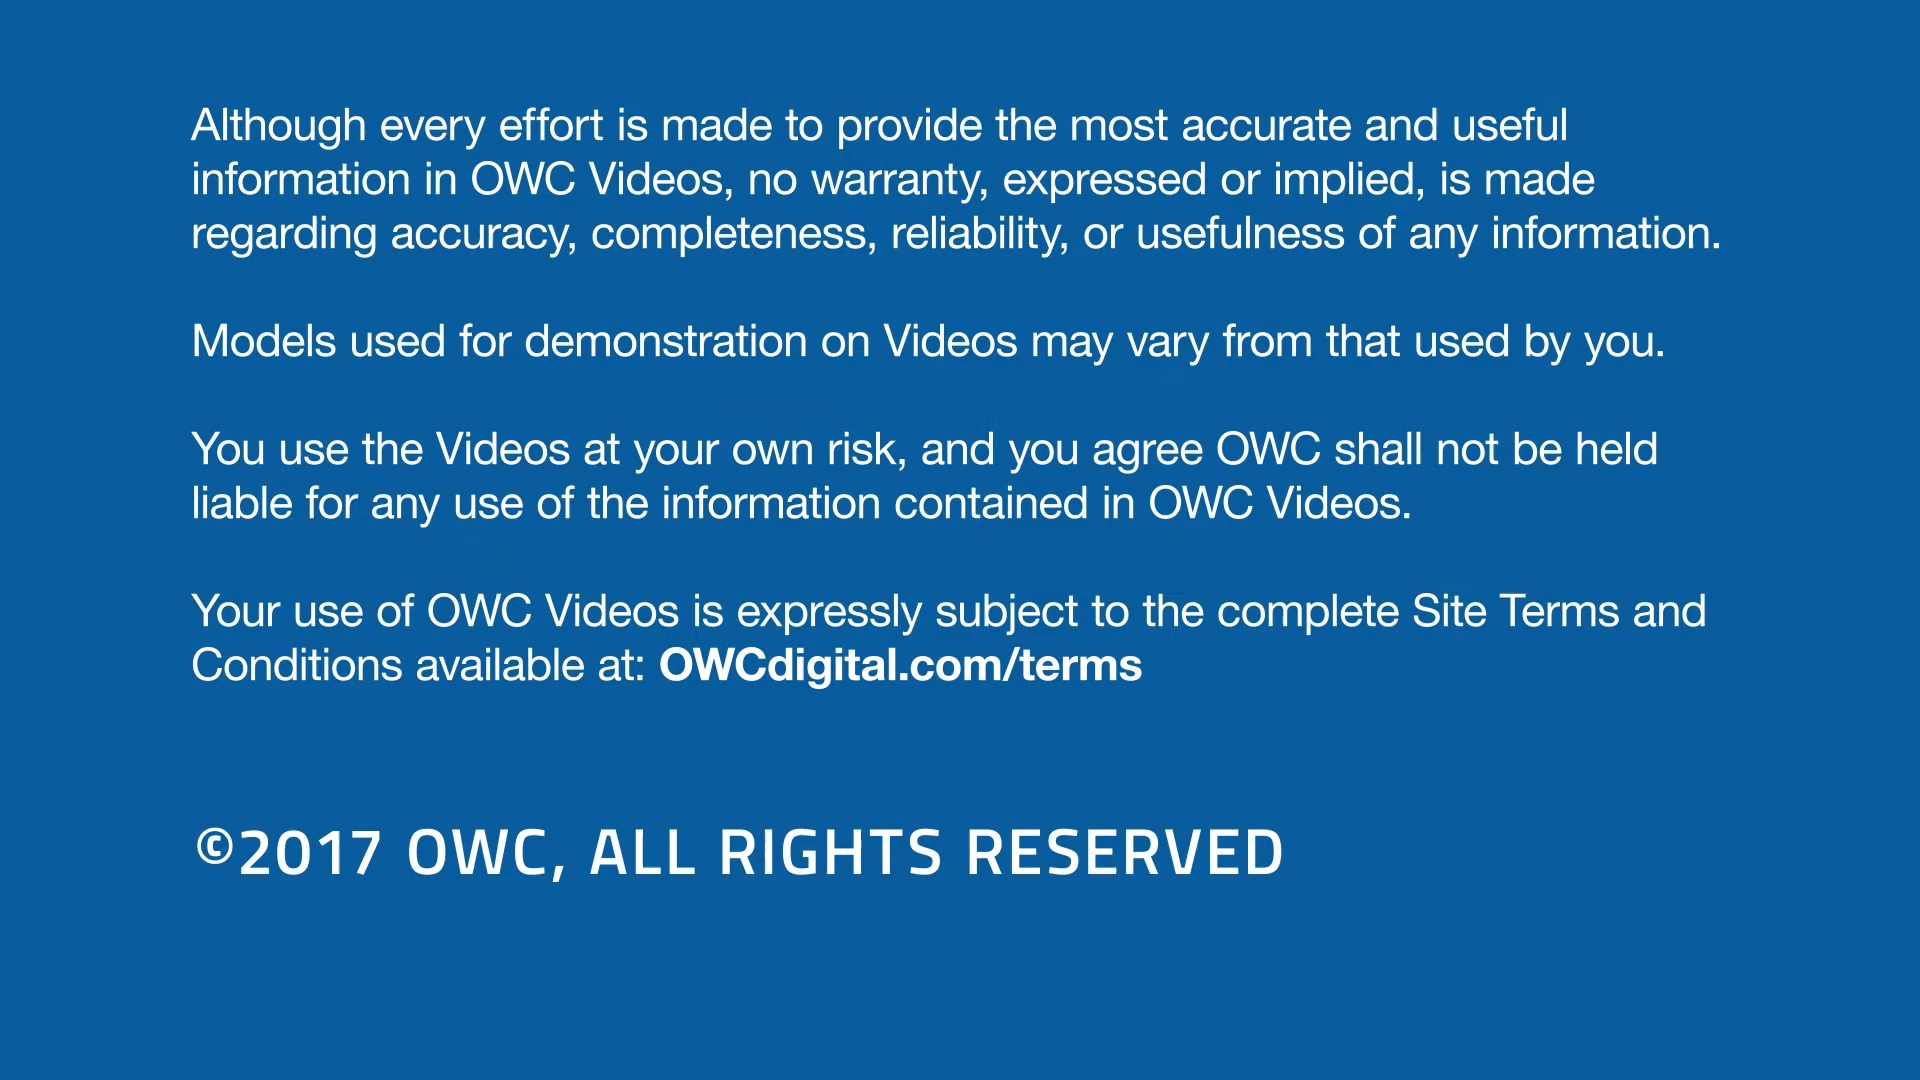 Although every effort is made to provide the most accurate and useful
information in OWC Videos, no warranty, expressed or implied, is made
regarding accuracy, completeness, reliability, or usefulness of any information.
Models used for demonstration on Videos may vary from that used by you.
You use the Videos at your own risk, and you agree OWC shall not be held
liable for any use of the information contained in OWC Videos.
Your use of OWC Videos is expressly subject to the complete Site Terms and
Conditions available at: OWCdigital.com/terms
©2017 OWC, ALL RIGHTS RESERVED